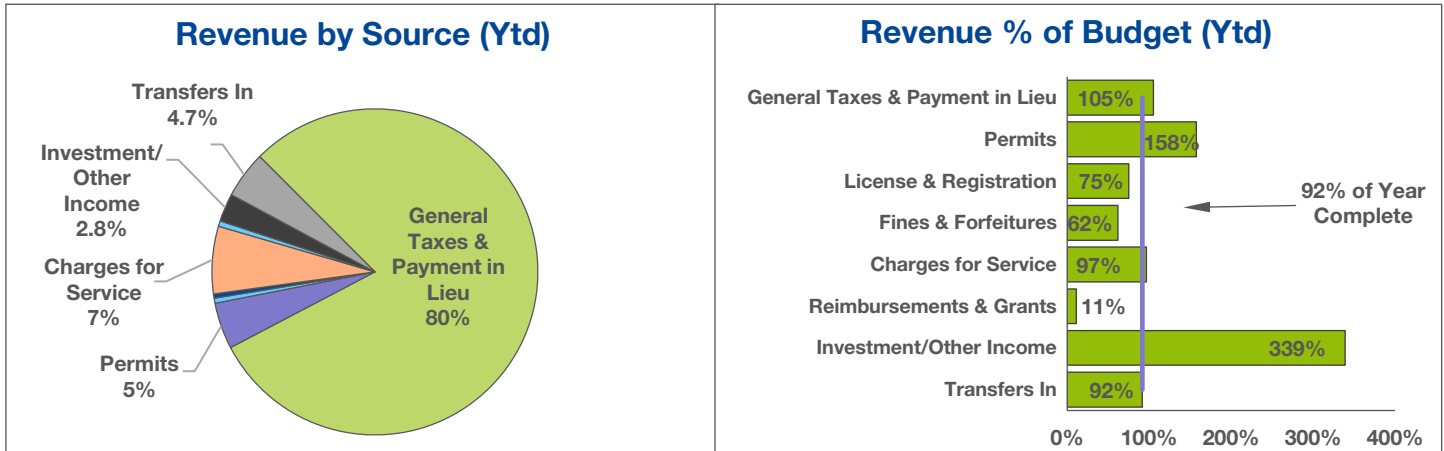 Revenue by Source (Ytd)
Transfers In
4.7%
Investment/
Other
Income
2.8%
Charges for
Service
7%
Permits
5%
General
Taxes &
Payment in
Lieu
80%
Revenue % of Budget (Ytd)
General Taxes & Payment in Lieu 105%
Permits 158%
License & Registration 75%
Fines & Forfeitures 62%
Charges for Service 97%
Reimbursements & Grants 11%
Investment/Other Income 339%
Transfers In 92%
92% of Year
Complete
0% 100% 200% 300% 400%